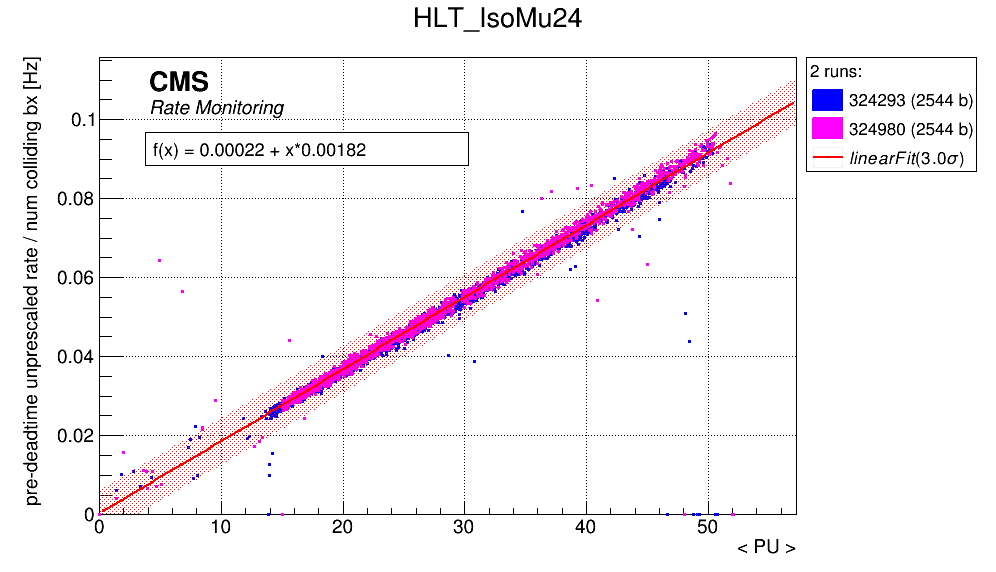 HLT_IsoMu24
pre-deadtime unprescaled rate / num colliding bx [Hz]
CMS
Rate Monitoring
f(x) = 0.00022 + x*0.00182
0.1
0.08
0.06
0.04
0.02
0
0 10 20 30 40 50
< PU >
2 runs:
324293 (2544 b)
324980 (2544 b)
linearFit(3.0σ)